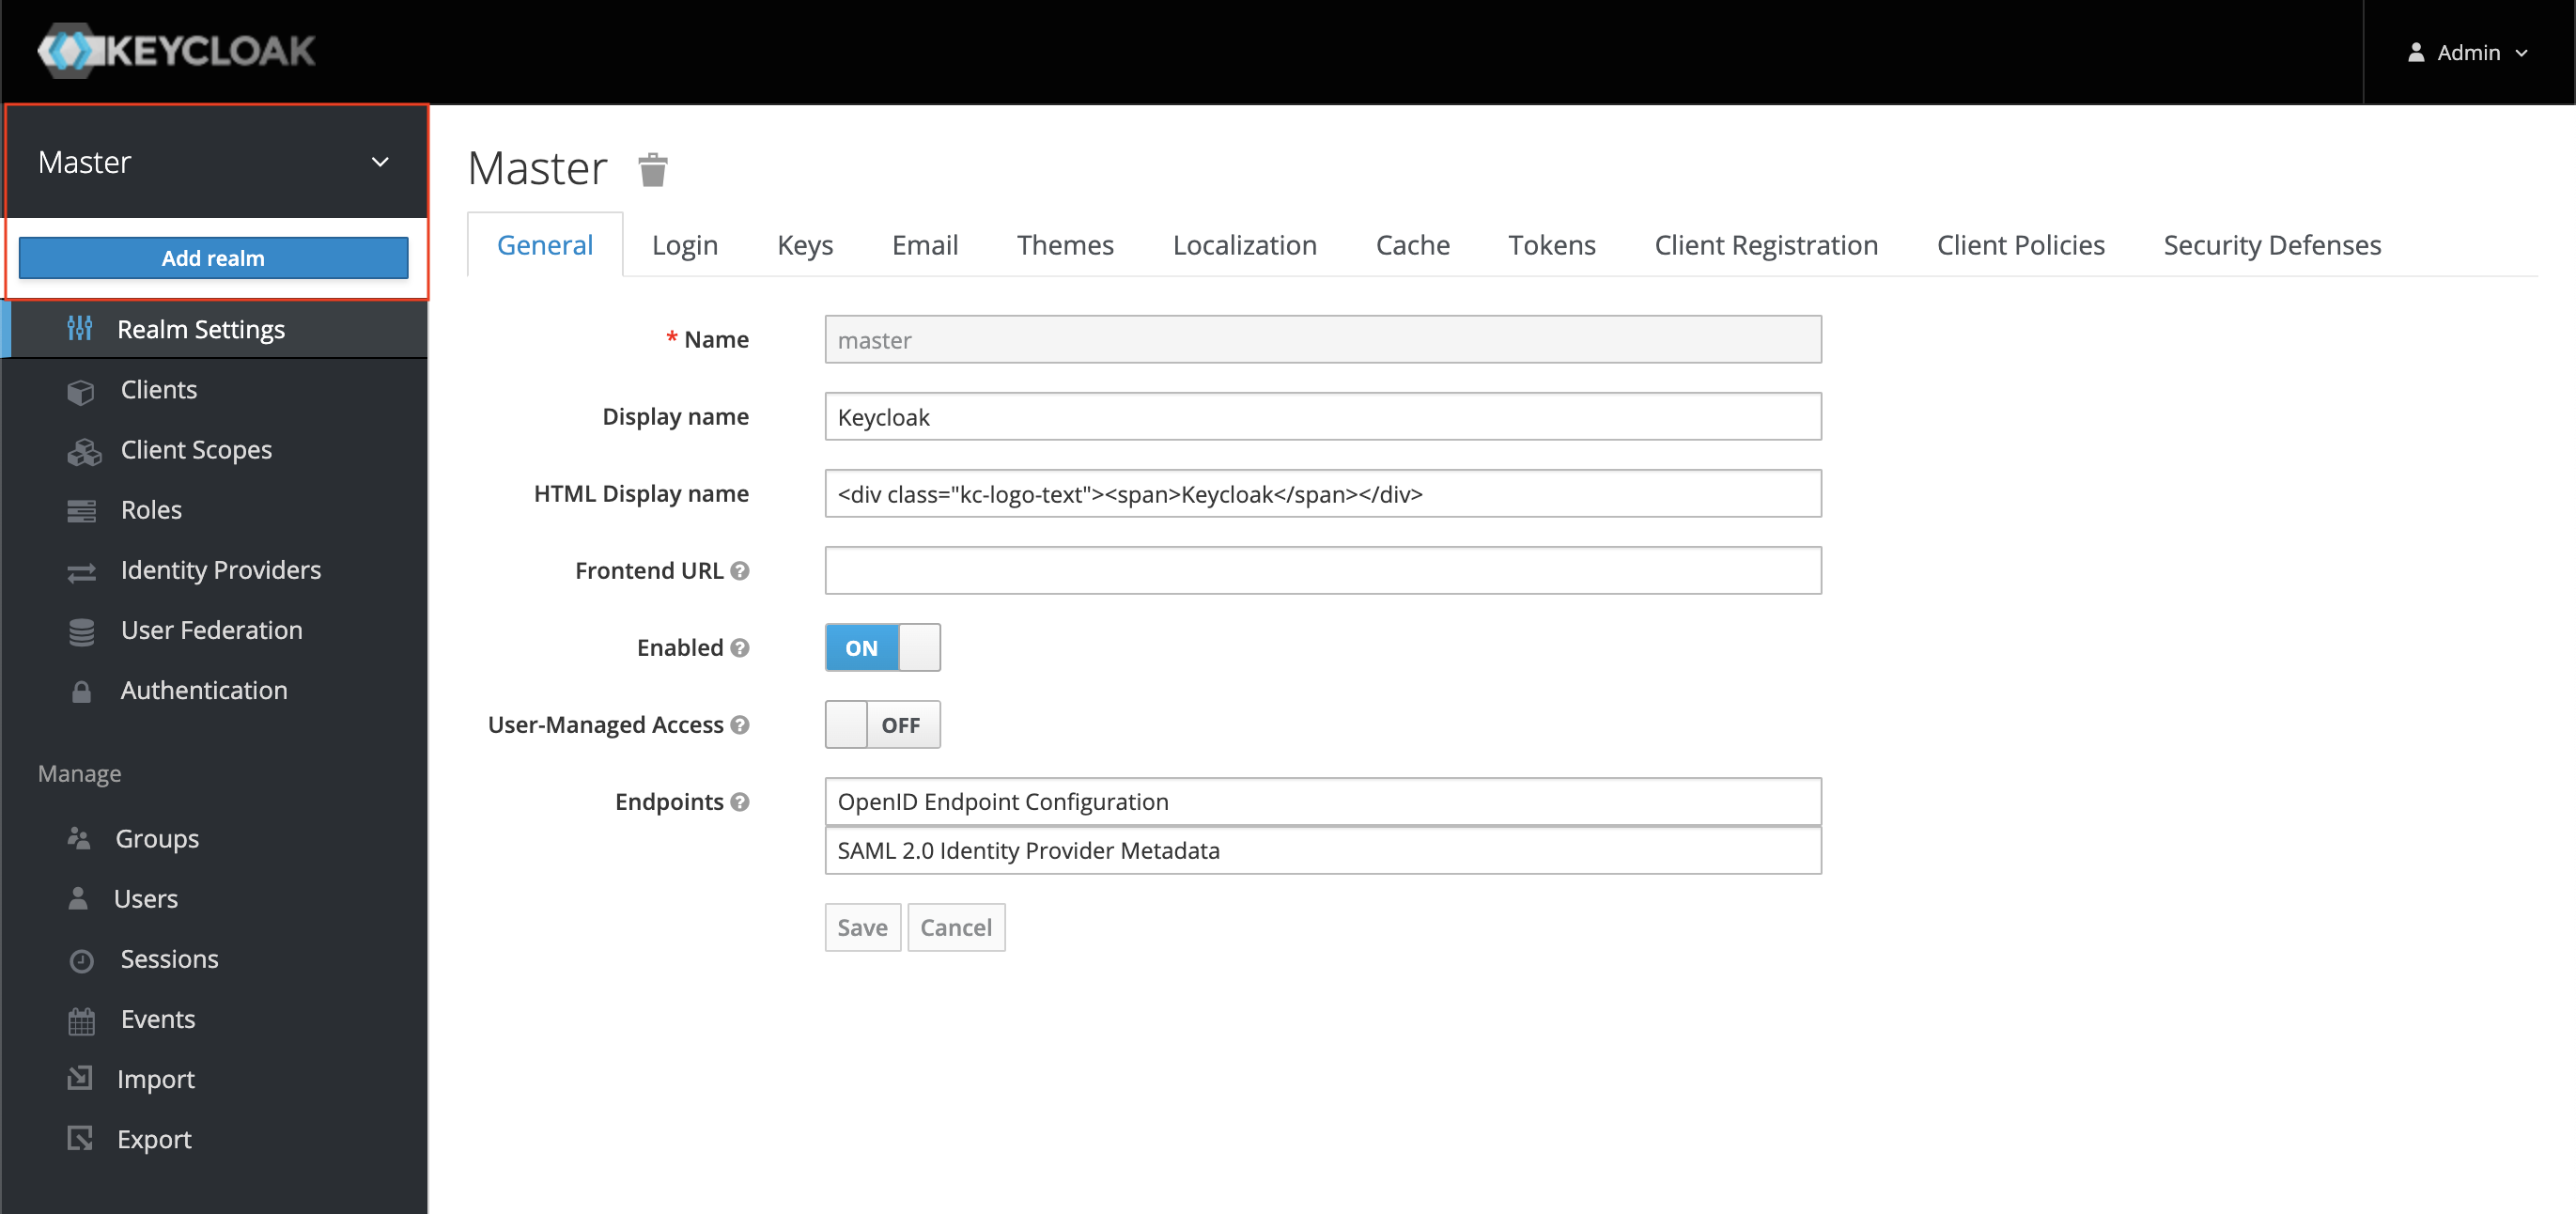 KEYCLOAK
Admin
Master
Add realm
Realm Settings
Clients
Client Scopes
Roles
Identity Providers
User Federation
Authentication
Manage
Groups
Users
Sessions
Events
Import
Export
Master
General Login Keys Email Themes Localization Cache Tokens Client Registration Client Policies Security Defenses
* Name master
Display name Keycloak
HTML Display name <div class="kc-logo-text"><span>Keycloak</span></div>
Frontend URL ?
Enabled ? ON
User-Managed Access ? OFF
Endpoints ? OpenID Endpoint Configuration
SAML 2.0 Identity Provider Metadata
Save Cancel